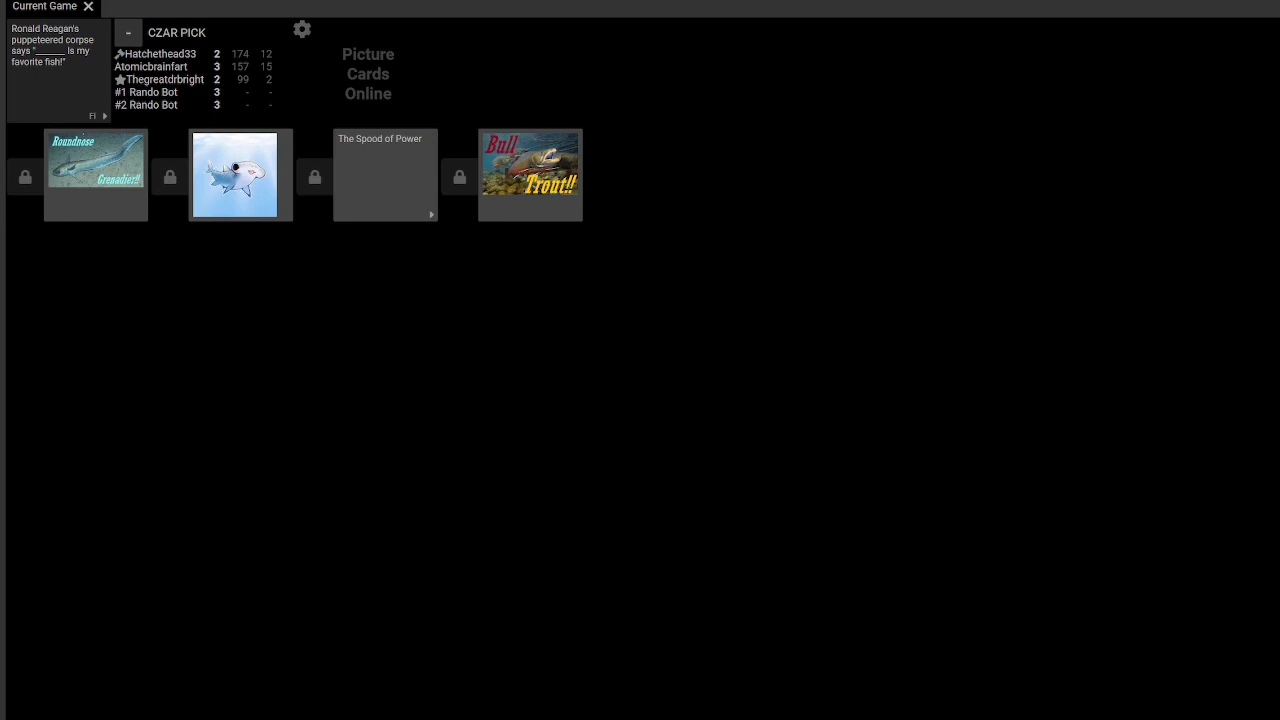 Current Game
Ronald Reagan's
puppeteered corpse
says "______ is my
favorite fish!"
FI
-
CZAR PICK
Hatchethead33 2 174 12
Atomicbrainfart 3 157 15
Thegreatdrbright 2 99 2
#1 Rando Bot 3 - -
#2 Rando Bot 3 - -
Picture
Cards
Online
Roundnose
Grenadier!!
The Spood of Power
Bull
Trout!!